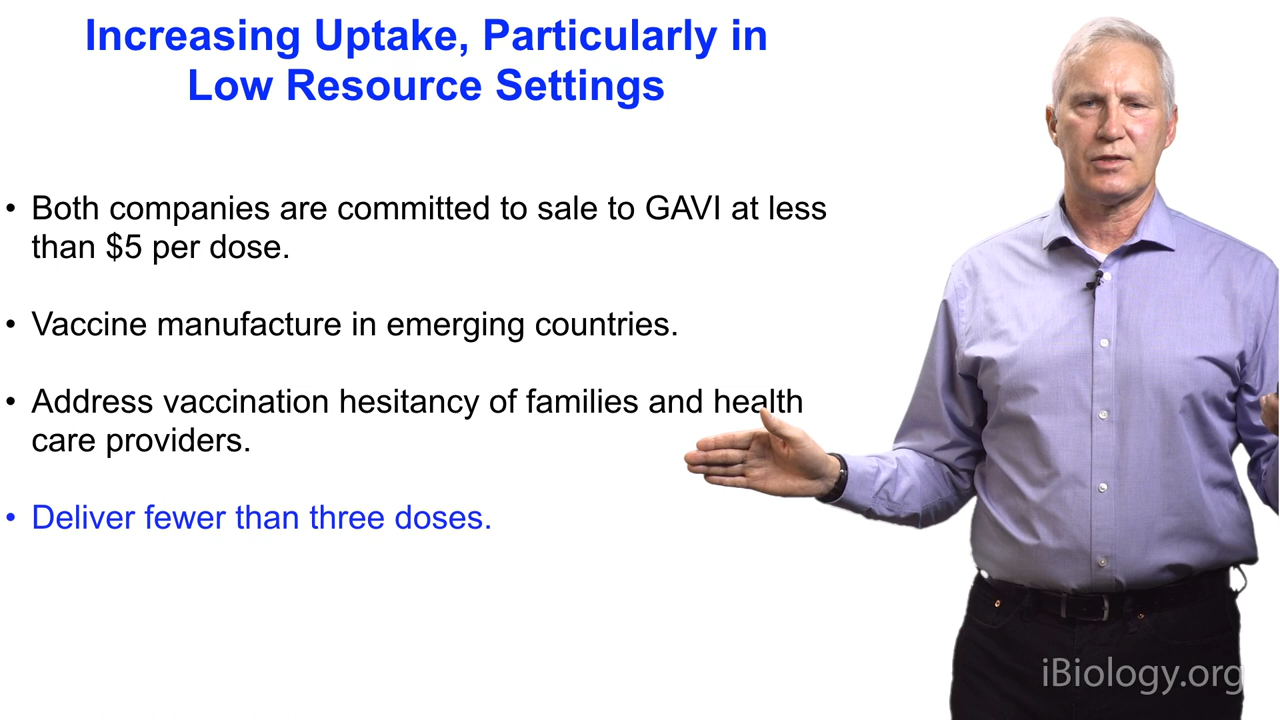 Increasing Uptake, Particularly in
Low Resource Settings
• Both companies are committed to sale to GAVI at less
than $5 per dose.
• Vaccine manufacture in emerging countries.
• Address vaccination hesitancy of families and health
care providers.
• Deliver fewer than three doses.
iBiology.org